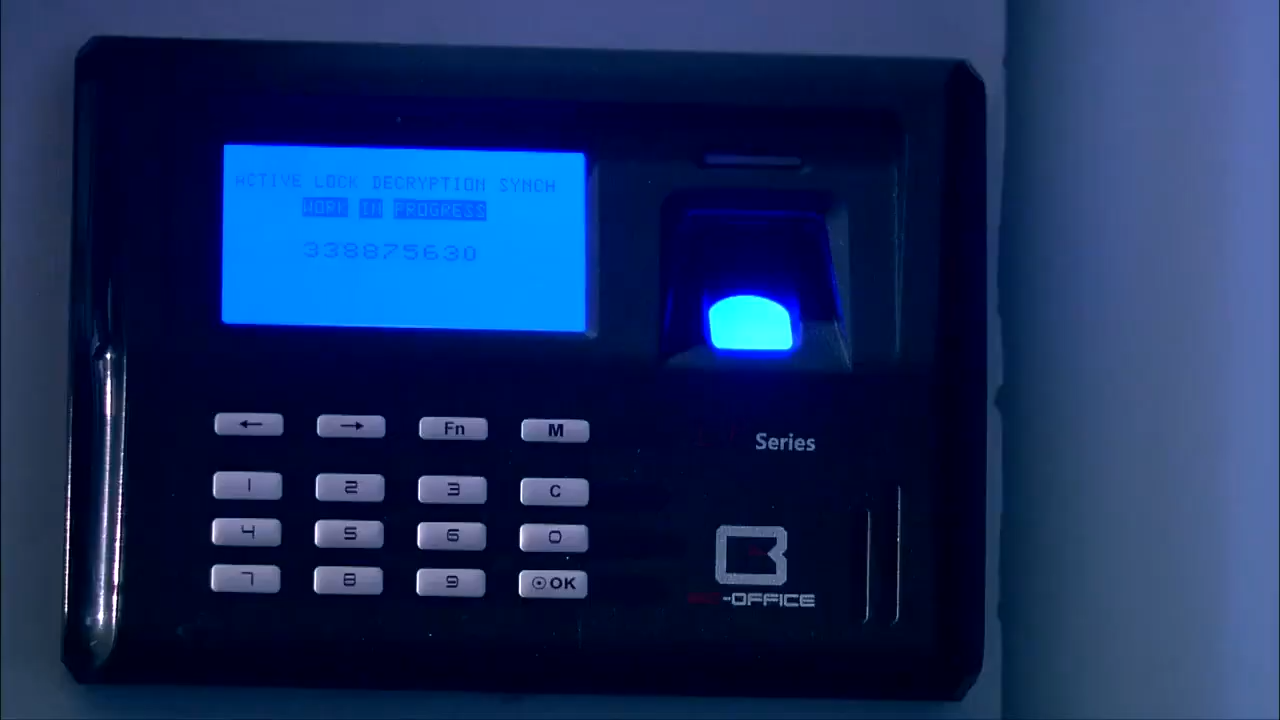 ACTIVE LOCK DECRYPTION SYNCH
WORK IN PROGRESS
338875630
← → Fn M
1 2 3 C
4 5 6 0
7 8 9 OK
Series
-OFFICE